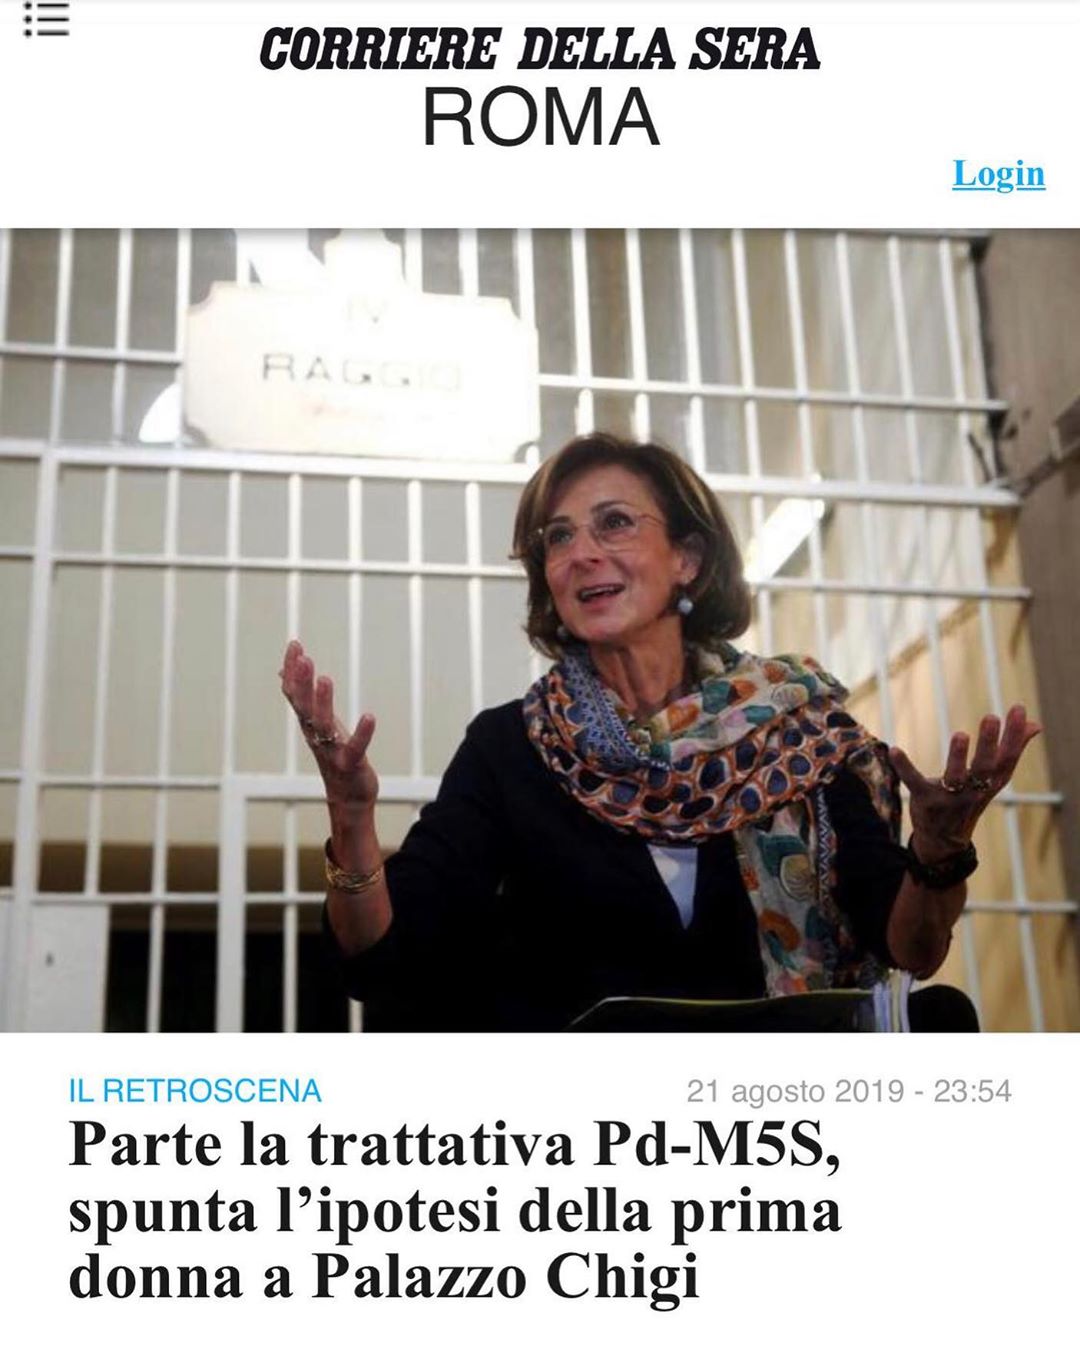 CORRIERE DELLA SERA
ROMA
Login
IV
RAGGIO
IL RETROSCENA
21 agosto 2019 - 23:54
Parte la trattativa Pd-M5S,
spunta l’ipotesi della prima
donna a Palazzo Chigi